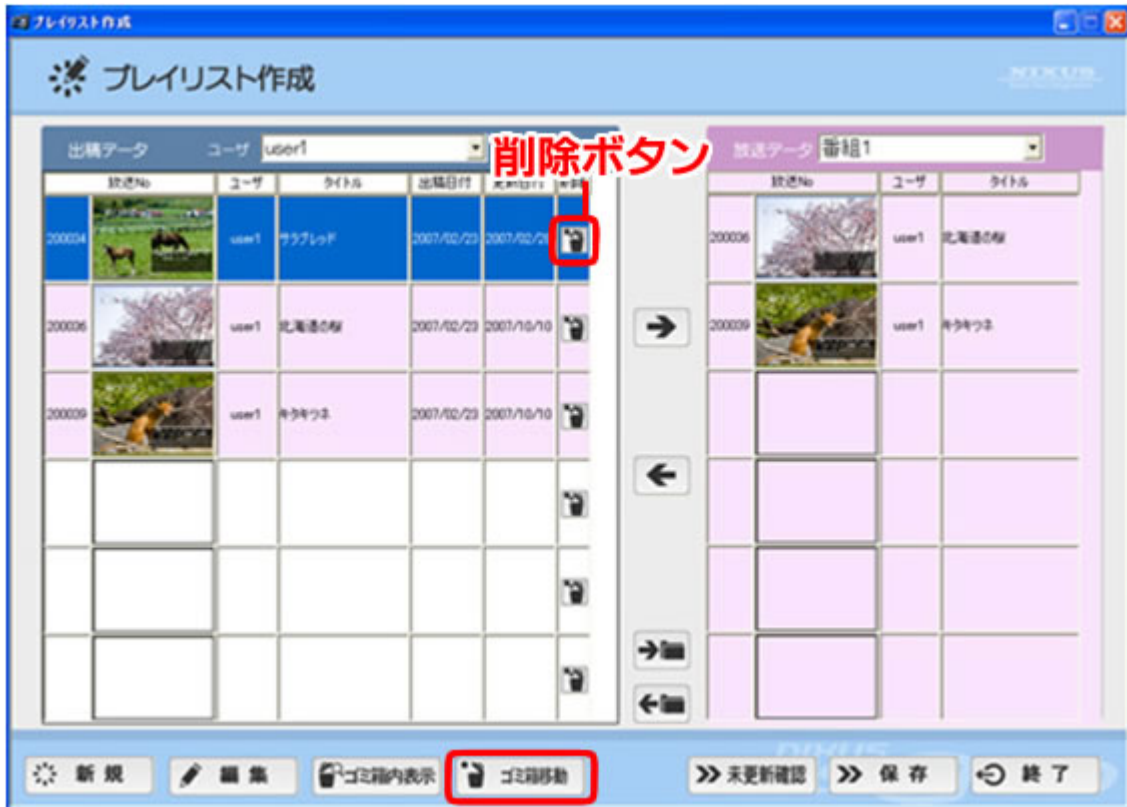 プレイリスト作成
プレイリスト作成
出稿データ ユーザ user1
削除ボタン
放送データ 番組1
放送No ユーザ タイトル 出稿日付 更新日付
放送No ユーザ タイトル
200034 user1 サラブレッド 2007/02/23
200036 user1 北海道の桜 2007/02/23 2007/10/10
200039 user1 キタキツネ 2007/02/23 2007/10/10
200036 user1 北海道の桜
200039 user1 キタキツネ
新規 編集 ゴミ箱内表示 ゴミ箱移動 未更新確認 保存 終了